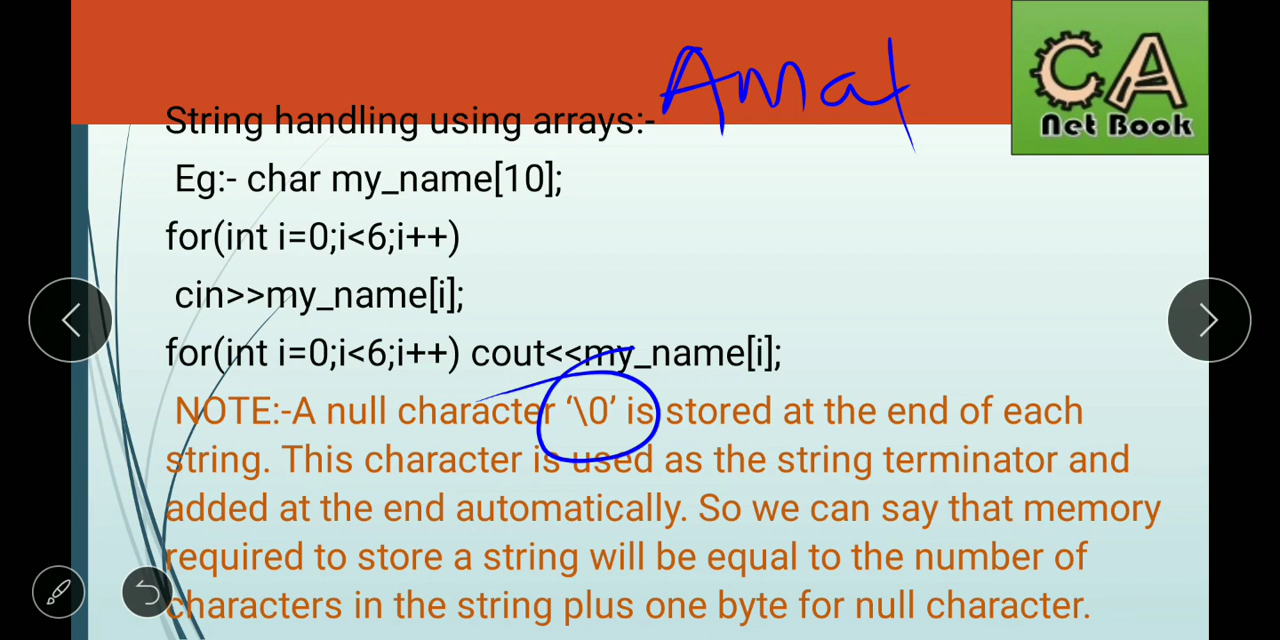 Amal
CA
Net Book
String handling using arrays:-
Eg:- char my_name[10];
for(int i=0;i<6;i++)
cin>>my_name[i];
for(int i=0;i<6;i++) cout<<my_name[i];
NOTE:-A null character ‘\0’ is stored at the end of each
string. This character is used as the string terminator and
added at the end automatically. So we can say that memory
required to store a string will be equal to the number of
characters in the string plus one byte for null character.